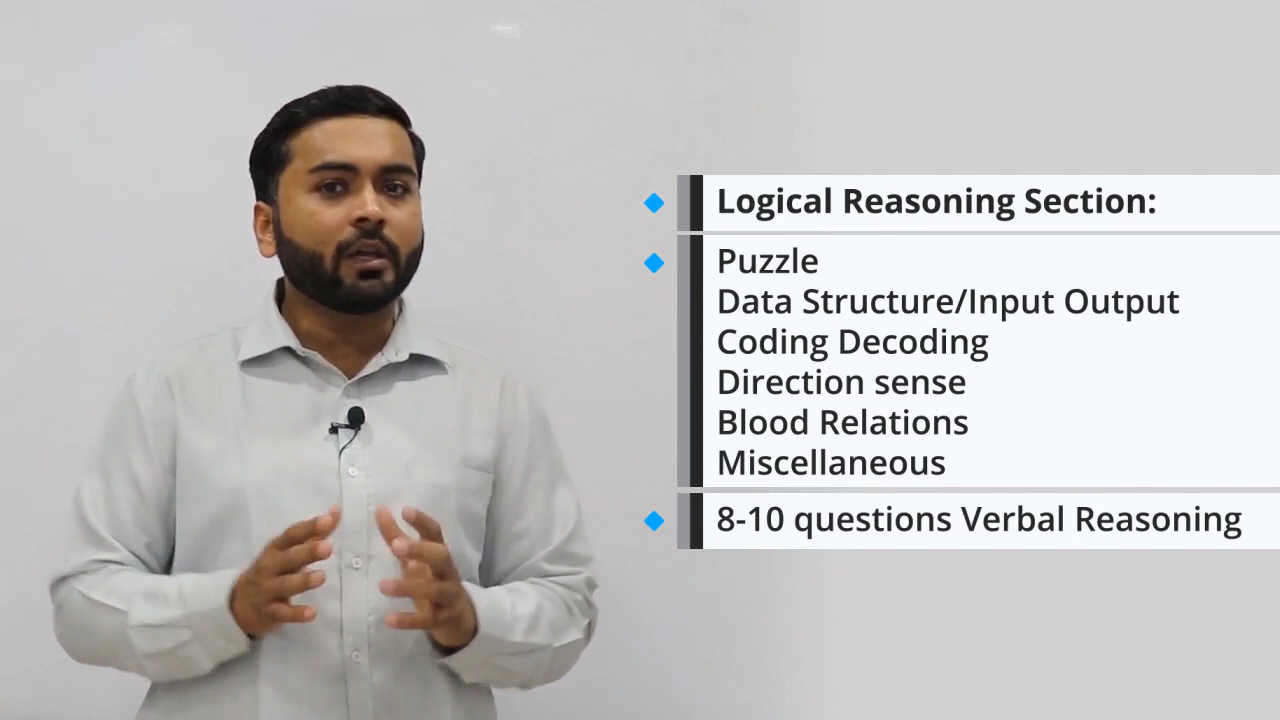 Logical Reasoning Section:
Puzzle
Data Structure/Input Output
Coding Decoding
Direction sense
Blood Relations
Miscellaneous
8-10 questions Verbal Reasoning